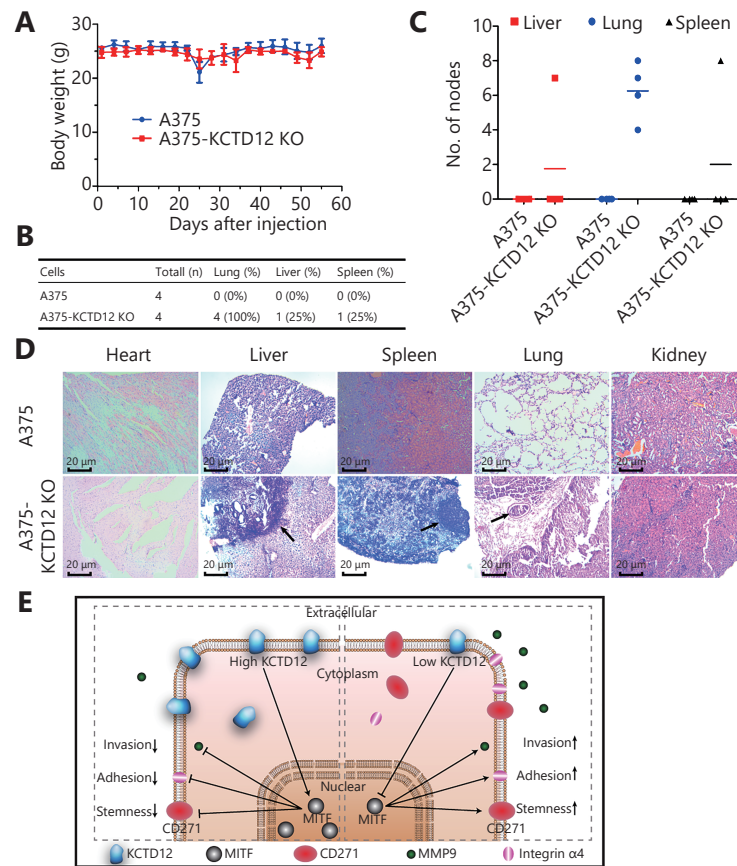 A
Body weight (g)
30
20
10
0
A375
A375-KCTD12 KO
0 10 20 30 40 50 60
Days after injection
B
Cells Totall (n) Lung (%) Liver (%) Spleen (%)
A375 4 0 (0%) 0 (0%) 0 (0%)
A375-KCTD12 KO 4 4 (100%) 1 (25%) 1 (25%)
C
Liver Lung Spleen
No. of nodes
10
8
6
4
2
0
A375
A375-KCTD12 KO
A375
A375-KCTD12 KO
A375
A375-KCTD12 KO
D
Heart Liver Spleen Lung Kidney
A375
20 μm 20 μm 20 μm 20 μm 20 μm
A375-
KCTD12 KO
20 μm 20 μm 20 μm 20 μm 20 μm
E
Extracellular
High KCTD12 Low KCTD12
Cytoplasm
Invasion↓ Invasion↑
Adhesion↓ Adhesion↑
Nuclear
Stemness↓ Stemness↑
MITF MITF
CD271 CD271
KCTD12 MITF CD271 MMP9 Integrin α4